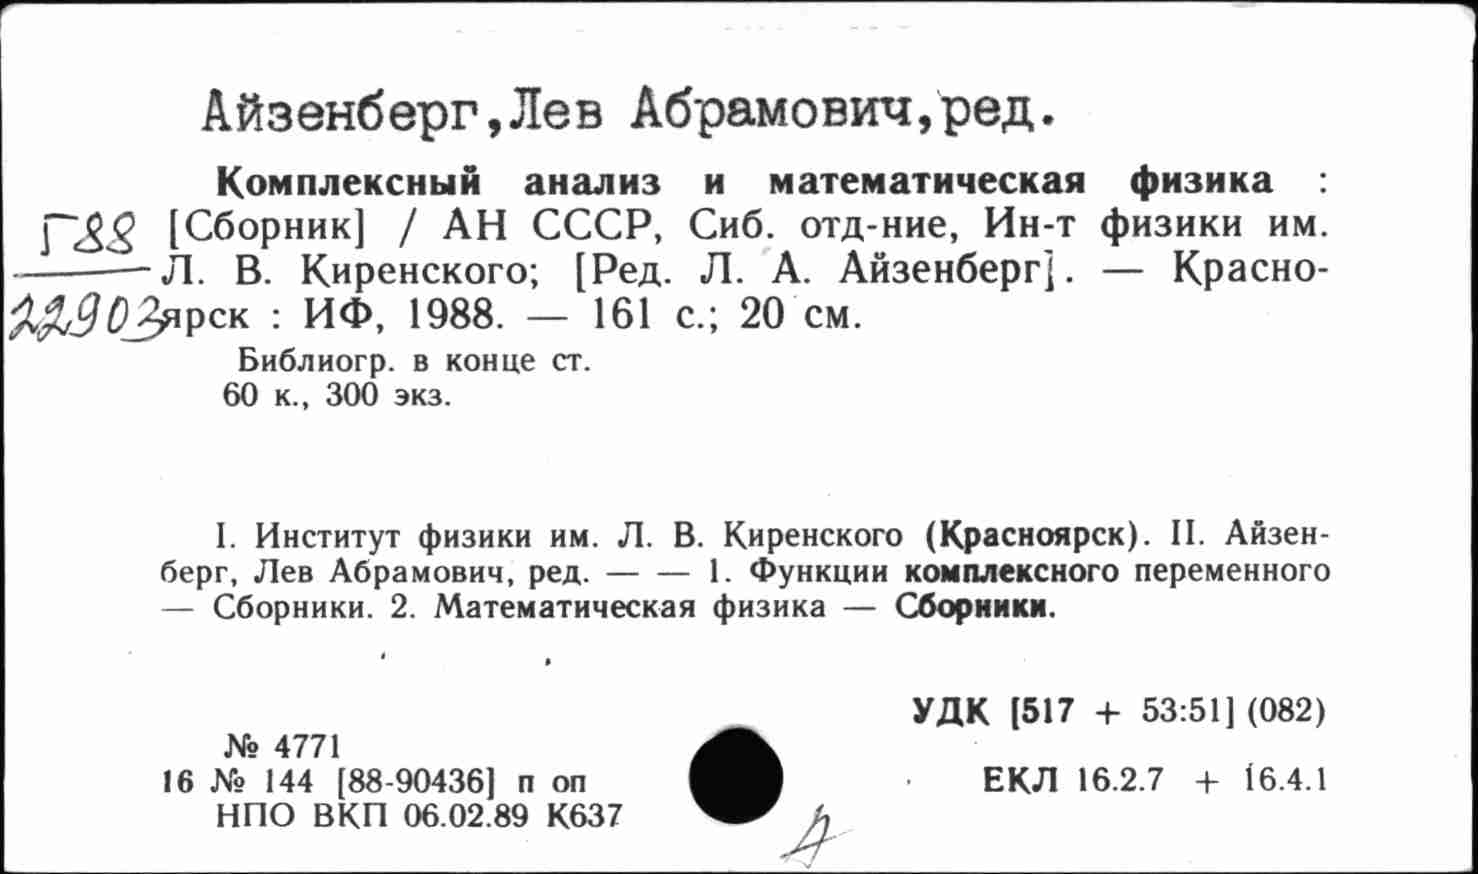 Айзенберг,Лев Абрамович,ред.
Комплексный анализ и математическая физика :
Г88 [Сборник] / АН СССР, Сиб. отд-ние, Ин-т физики им.
Л. В. Киренского; [Ред. Л. А. Айзенберг]. — Красно-
22903 ярск : ИФ, 1988. — 161 с.; 20 см.
Библиогр. в конце ст.
60 к., 300 экз.
I. Институт физики им. Л. В. Киренского (Красноярск). II. Айзен-
берг, Лев Абрамович, ред. — — 1. Функции комплексного переменного
— Сборники. 2. Математическая физика — Сборники.
УДК [517 + 53:51] (082)
№ 4771
16 № 144 [88-90436] п оп
ЕКЛ 16.2.7 + 16.4.1
НПО ВКП 06.02.89 К637